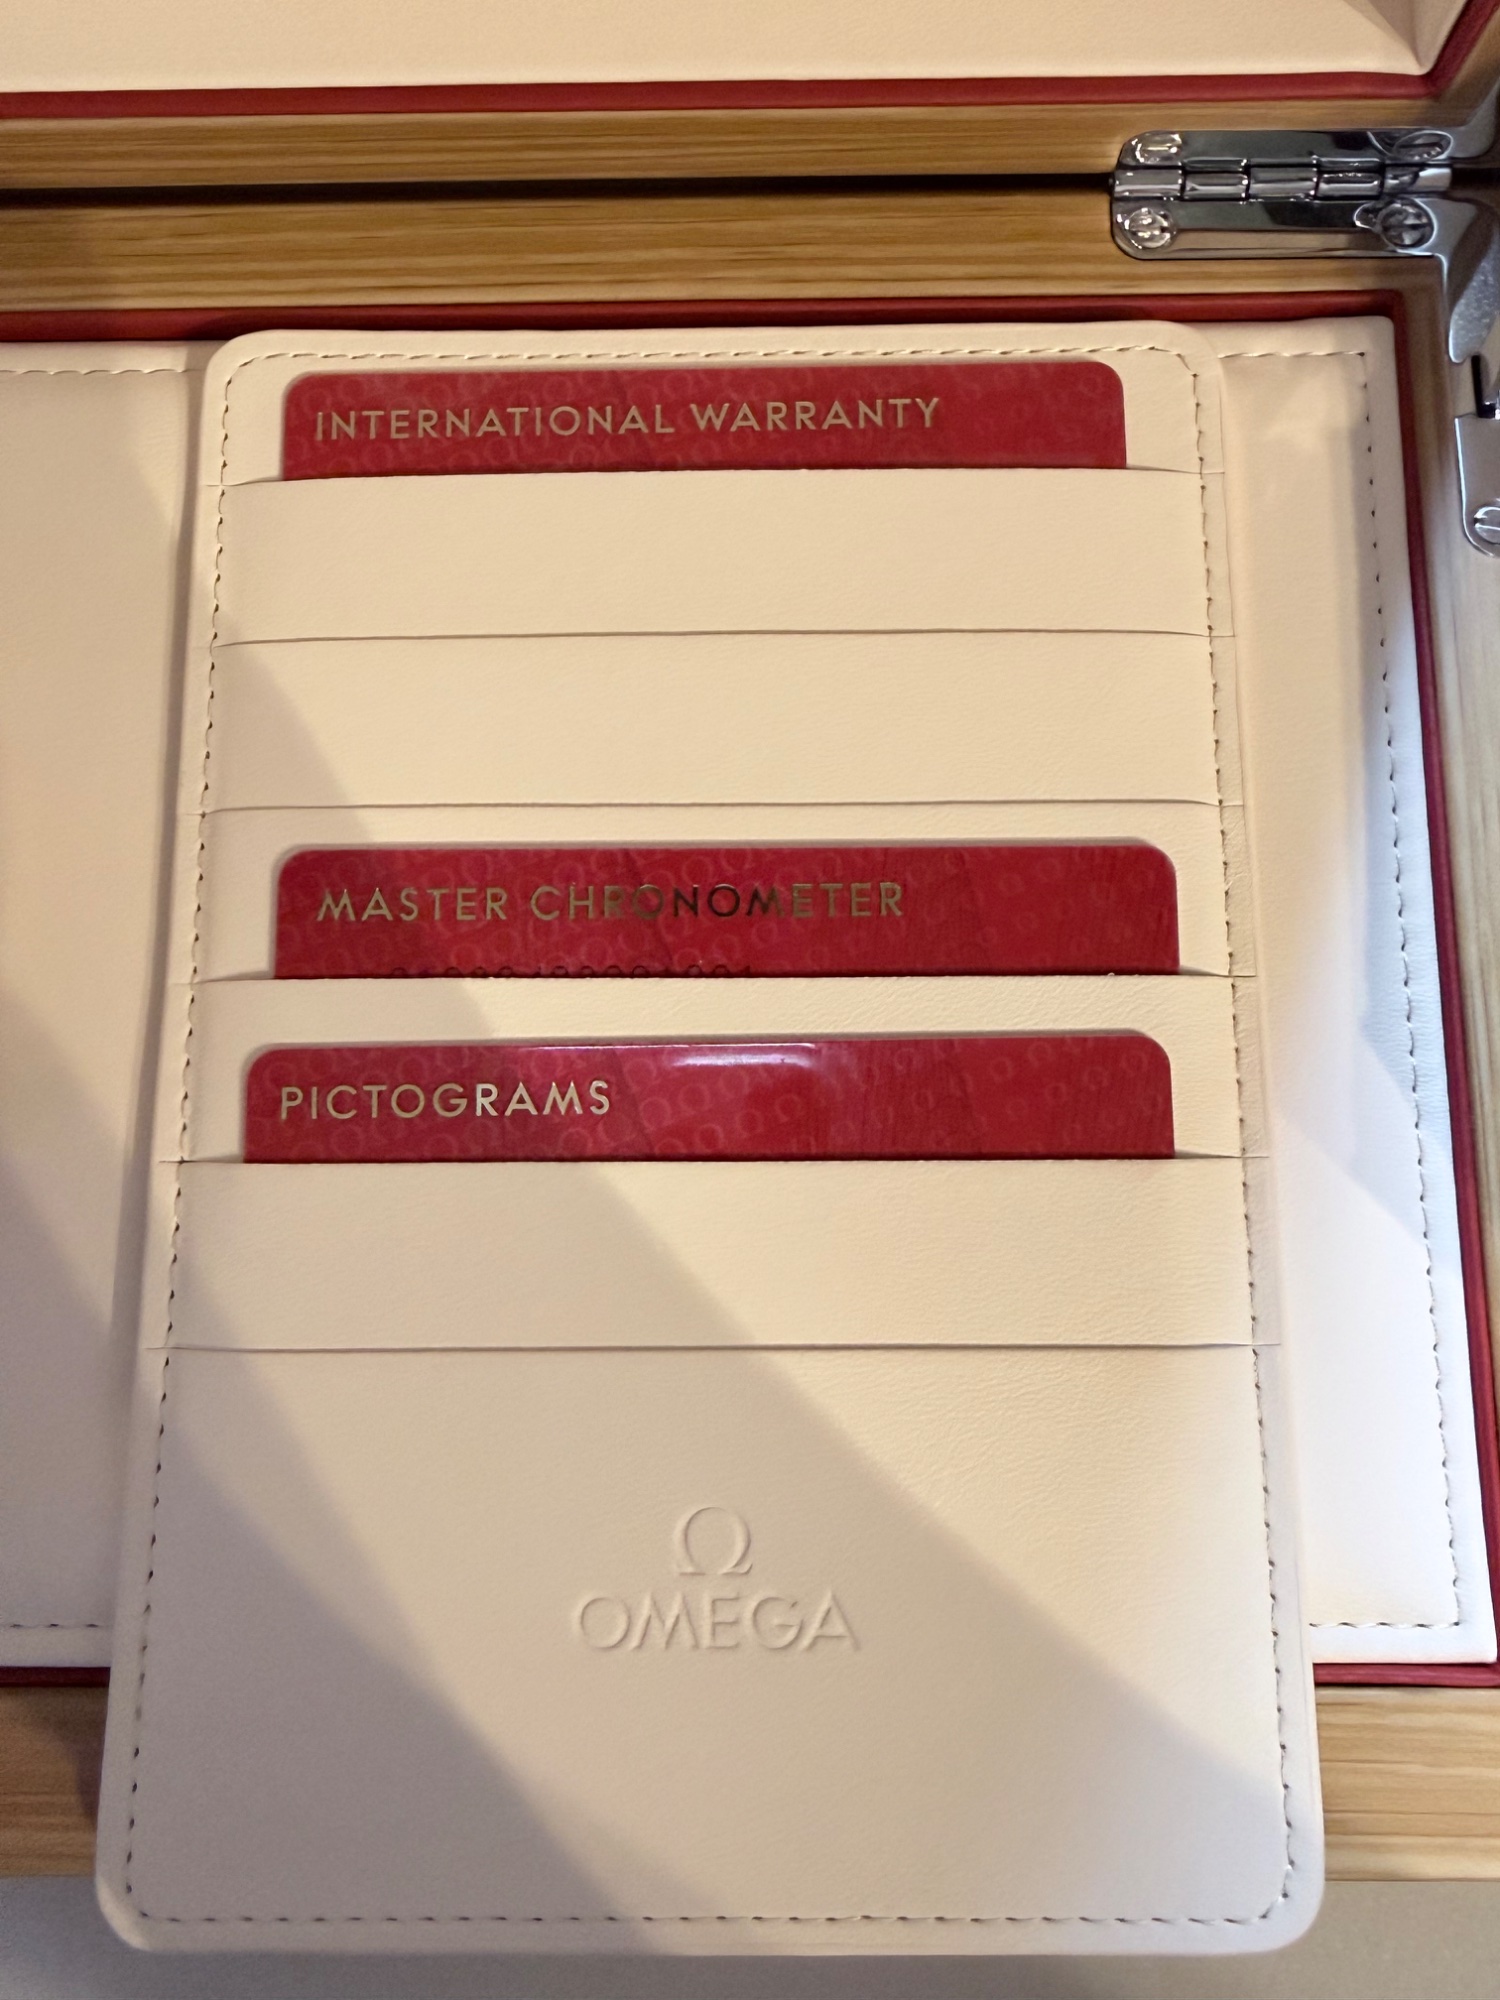 INTERNATIONAL WARRANTY
MASTER CHRONOMETER
PICTOGRAMS
Ω
OMEGA